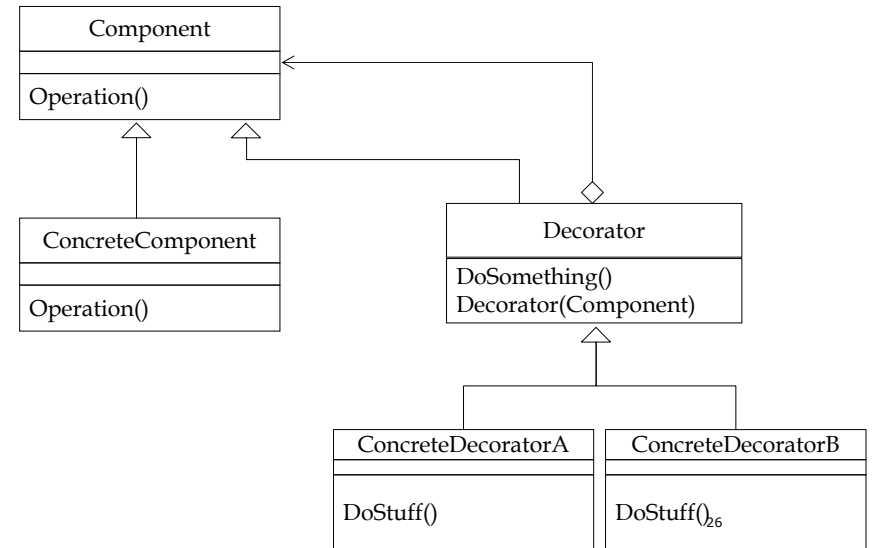 Component
Operation()
ConcreteComponent
Operation()
Decorator
DoSomething()
Decorator(Component)
ConcreteDecoratorA
DoStuff()
ConcreteDecoratorB
DoStuff()
26